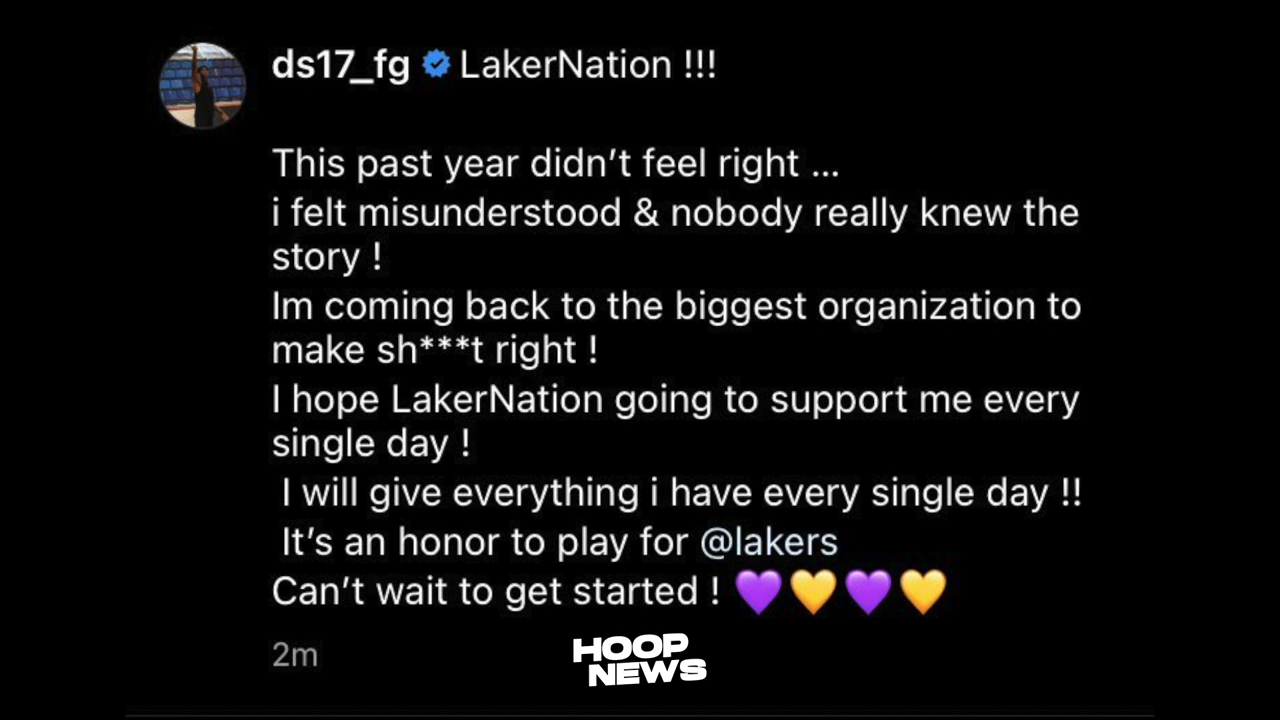 ds17_fg LakerNation !!!
This past year didn’t feel right ...
i felt misunderstood & nobody really knew the
story !
Im coming back to the biggest organization to
make sh***t right !
I hope LakerNation going to support me every
single day !
I will give everything i have every single day !!
It’s an honor to play for @lakers
Can’t wait to get started ! 💜💛💜💛
2m
HOOP
NEWS